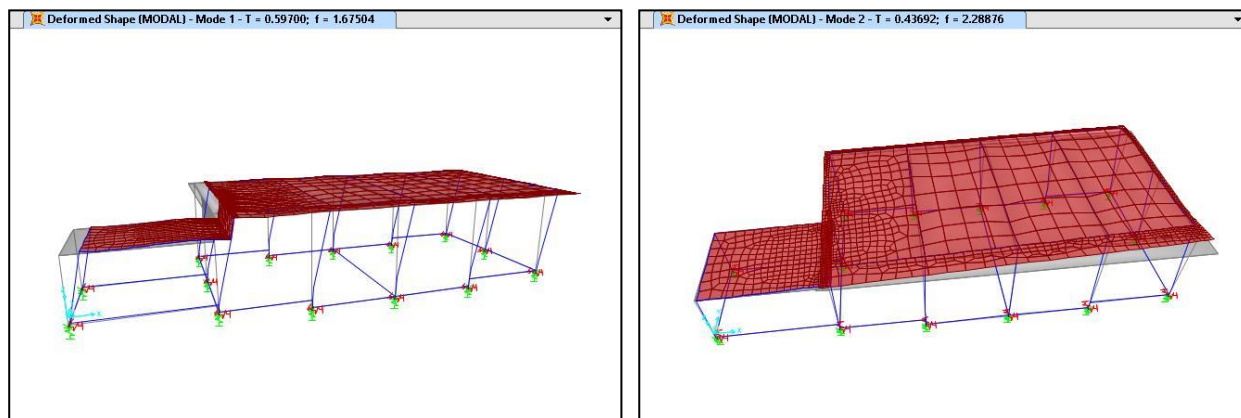 Deformed Shape (MODAL) - Mode 1 - T = 0.59700; f = 1.67504
Deformed Shape (MODAL) - Mode 2 - T = 0.43692; f = 2.28876